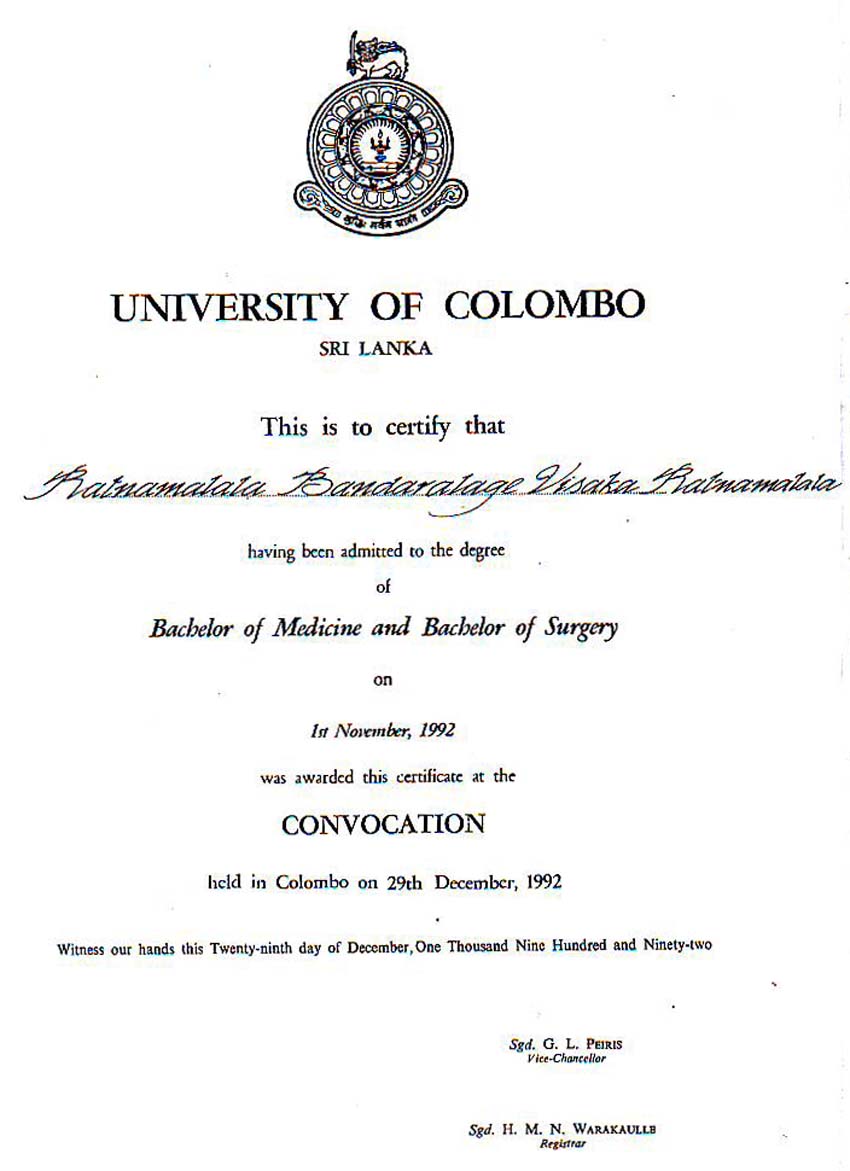 बुद्धिः सर्वत्र भ्राजते
UNIVERSITY OF COLOMBO
SRI LANKA
This is to certify that
Ratnamalala Bandaralage Visaka Ratnamalala
having been admitted to the degree
of
Bachelor of Medicine and Bachelor of Surgery
on
1st November, 1992
was awarded this certificate at the
CONVOCATION
held in Colombo on 29th December, 1992
Witness our hands this Twenty-ninth day of December, One Thousand Nine Hundred and Ninety-two
Sgd. G. L. PEIRIS
Vice-Chancellor
Sgd. H. M. N. WARAKAULLE
Registrar